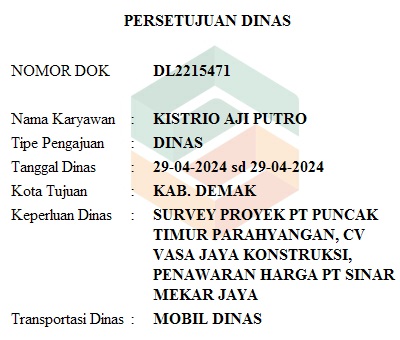 PERSETUJUAN DINAS
NOMOR DOK DL2215471
Nama Karyawan : KISTRIO AJI PUTRO
Tipe Pengajuan : DINAS
Tanggal Dinas : 29-04-2024 sd 29-04-2024
Kota Tujuan : KAB. DEMAK
Keperluan Dinas : SURVEY PROYEK PT PUNCAK
TIMUR PARAHYANGAN, CV
VASA JAYA KONSTRUKSI,
PENAWARAN HARGA PT SINAR
MEKAR JAYA
Transportasi Dinas : MOBIL DINAS